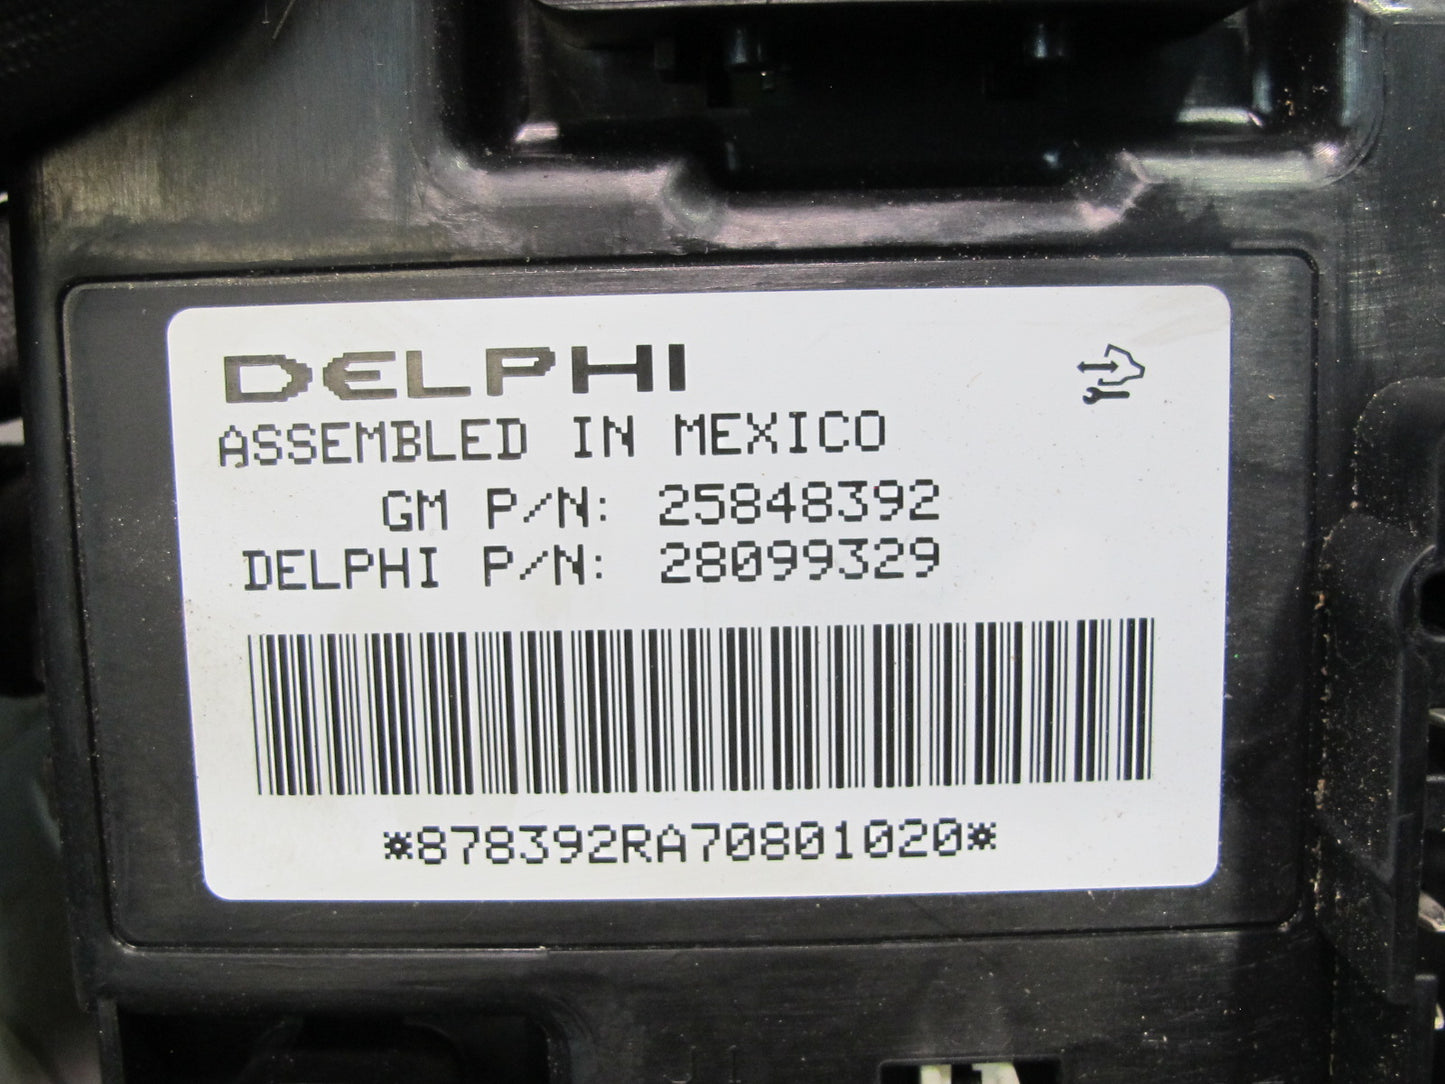 DELPHI
ASSEMBLED IN MEXICO
GM P/N: 25848392
DELPHI P/N: 28099329
*878392RA70801020*